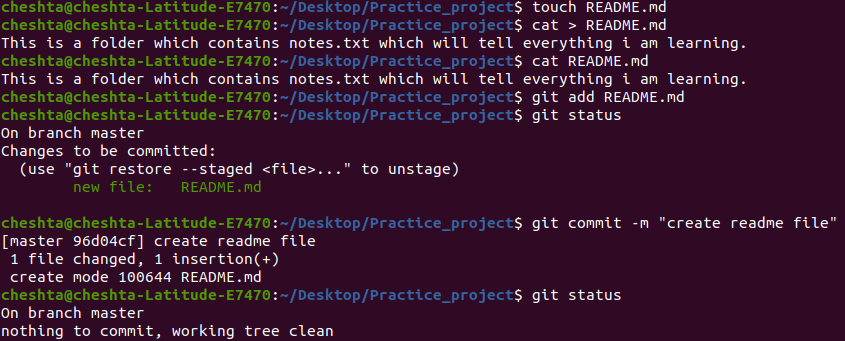 cheshta@cheshta-Latitude-E7470:~/Desktop/Practice_project$ touch README.md
cheshta@cheshta-Latitude-E7470:~/Desktop/Practice_project$ cat > README.md
This is a folder which contains notes.txt which will tell everything i am learning.
cheshta@cheshta-Latitude-E7470:~/Desktop/Practice_project$ cat README.md
This is a folder which contains notes.txt which will tell everything i am learning.
cheshta@cheshta-Latitude-E7470:~/Desktop/Practice_project$ git add README.md
cheshta@cheshta-Latitude-E7470:~/Desktop/Practice_project$ git status
On branch master
Changes to be committed:
  (use "git restore --staged <file>..." to unstage)
        new file:   README.md

cheshta@cheshta-Latitude-E7470:~/Desktop/Practice_project$ git commit -m "create readme file"
[master 96d04cf] create readme file
 1 file changed, 1 insertion(+)
 create mode 100644 README.md
cheshta@cheshta-Latitude-E7470:~/Desktop/Practice_project$ git status
On branch master
nothing to commit, working tree clean